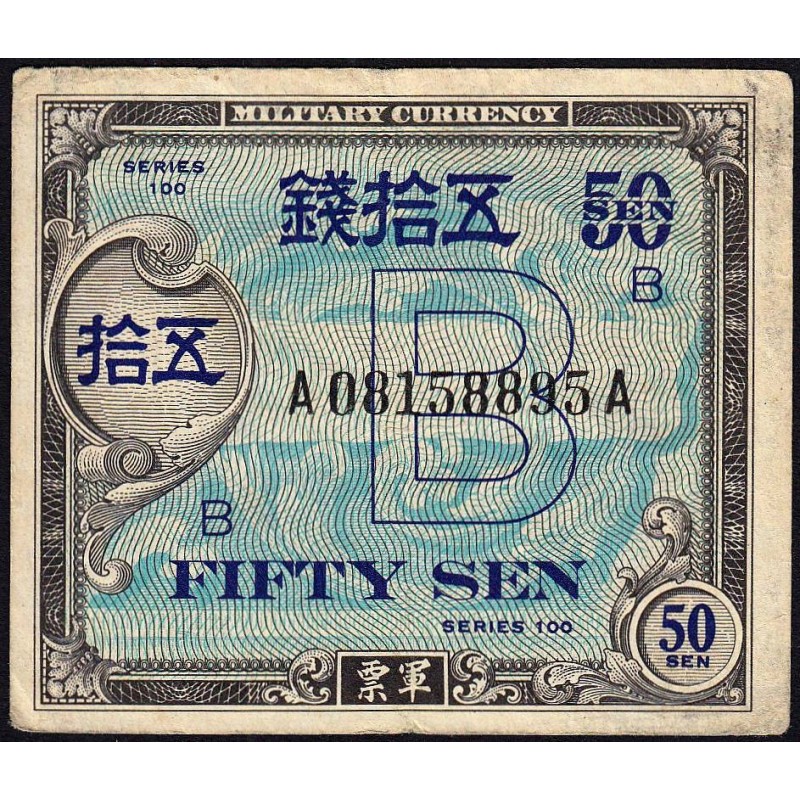 MILITARY CURRENCY
SERIES
100
錢拾五
50
SEN
B
拾五
B
A08158895A
B
FIFTY SEN
SERIES 100
50
SEN
票軍